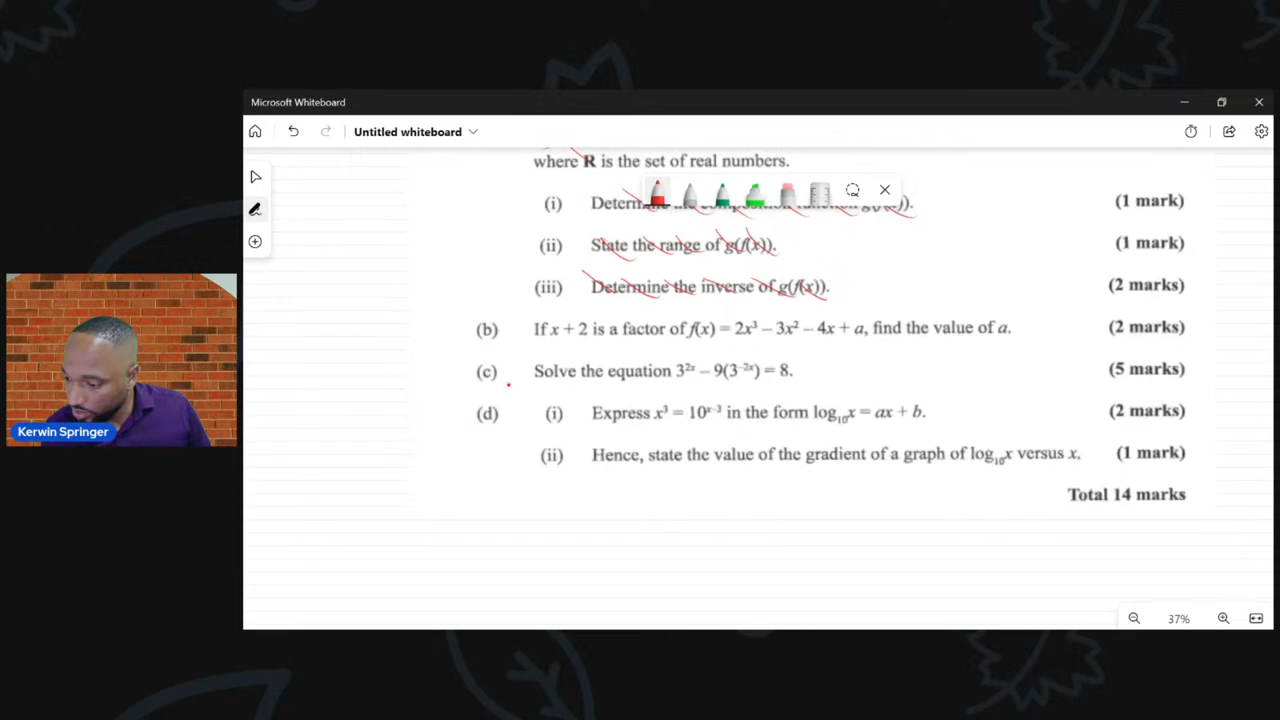 Microsoft Whiteboard
Untitled whiteboard
where R is the set of real numbers.
(i) Determine the composition function g(f(x)). (1 mark)
(ii) State the range of g(f(x)). (1 mark)
(iii) Determine the inverse of g(f(x)). (2 marks)
(b) If x + 2 is a factor of f(x) = 2x³ – 3x² – 4x + a, find the value of a. (2 marks)
(c) Solve the equation 3²ˣ – 9(3⁻²ˣ) = 8. (5 marks)
(d) (i) Express x³ = 10ˣ⁻³ in the form log₁₀x = ax + b. (2 marks)
(ii) Hence, state the value of the gradient of a graph of log₁₀x versus x. (1 mark)
Total 14 marks
Kerwin Springer
37%